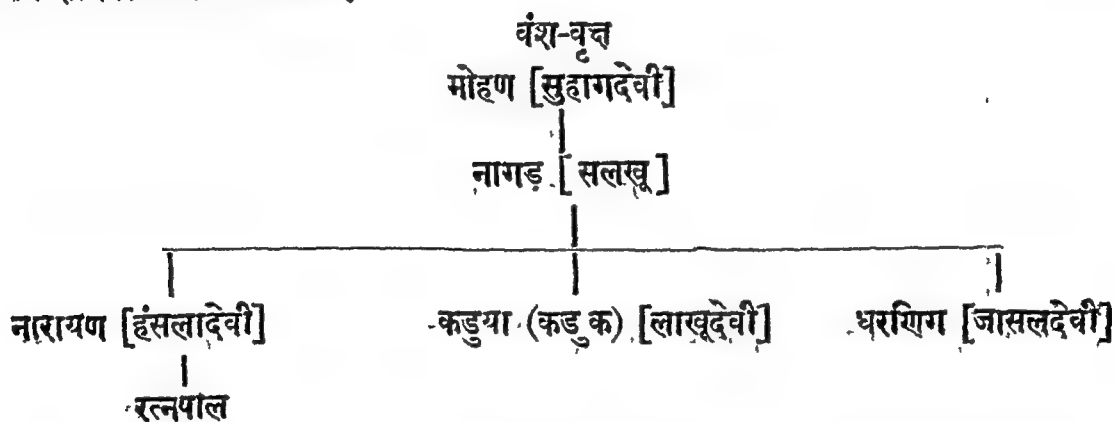 वंश-वृक्ष
मोहण [सुहागदेवी]
नागड़ [सलखू]
नारायण [हंसलादेवी] कडुया (कडुक) [लाखूदेवी] धरणिग [जासलदेवी]
रत्नपाल